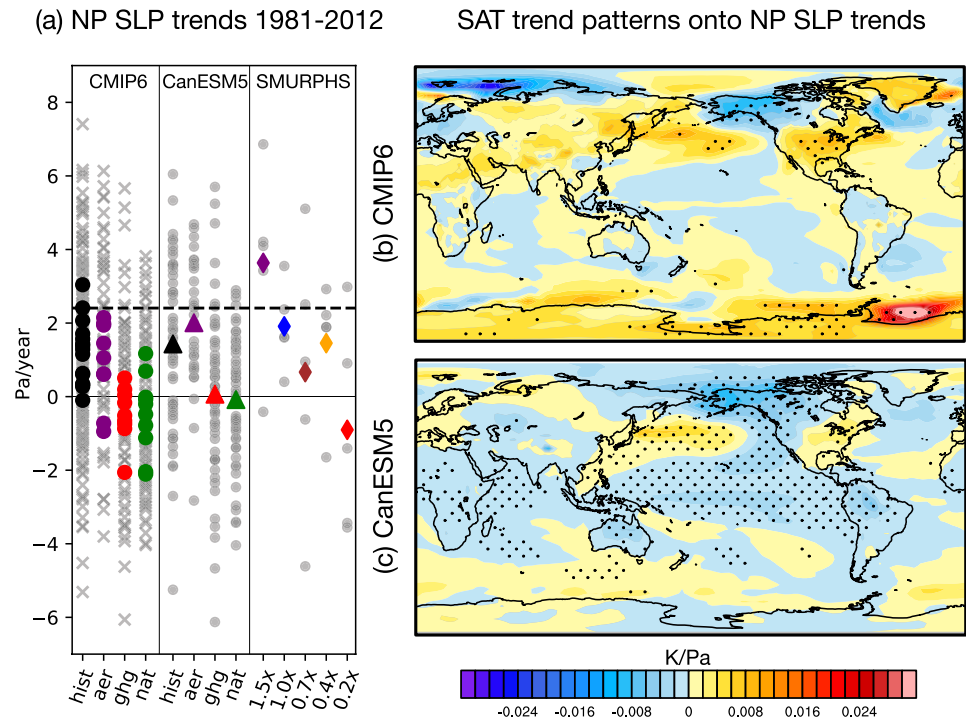 (a) NP SLP trends 1981-2012
SAT trend patterns onto NP SLP trends
CMIP6 CanESM5 SMURPHS
8
6
4
2
0
−2
−4
−6
Pa/year
hist aer ghg nat hist aer ghg nat 1.5x 1.0x 0.7x 0.4x 0.2x
(b) CMIP6
(c) CanESM5
K/Pa
-0.024 -0.016 -0.008 0 0.008 0.016 0.024